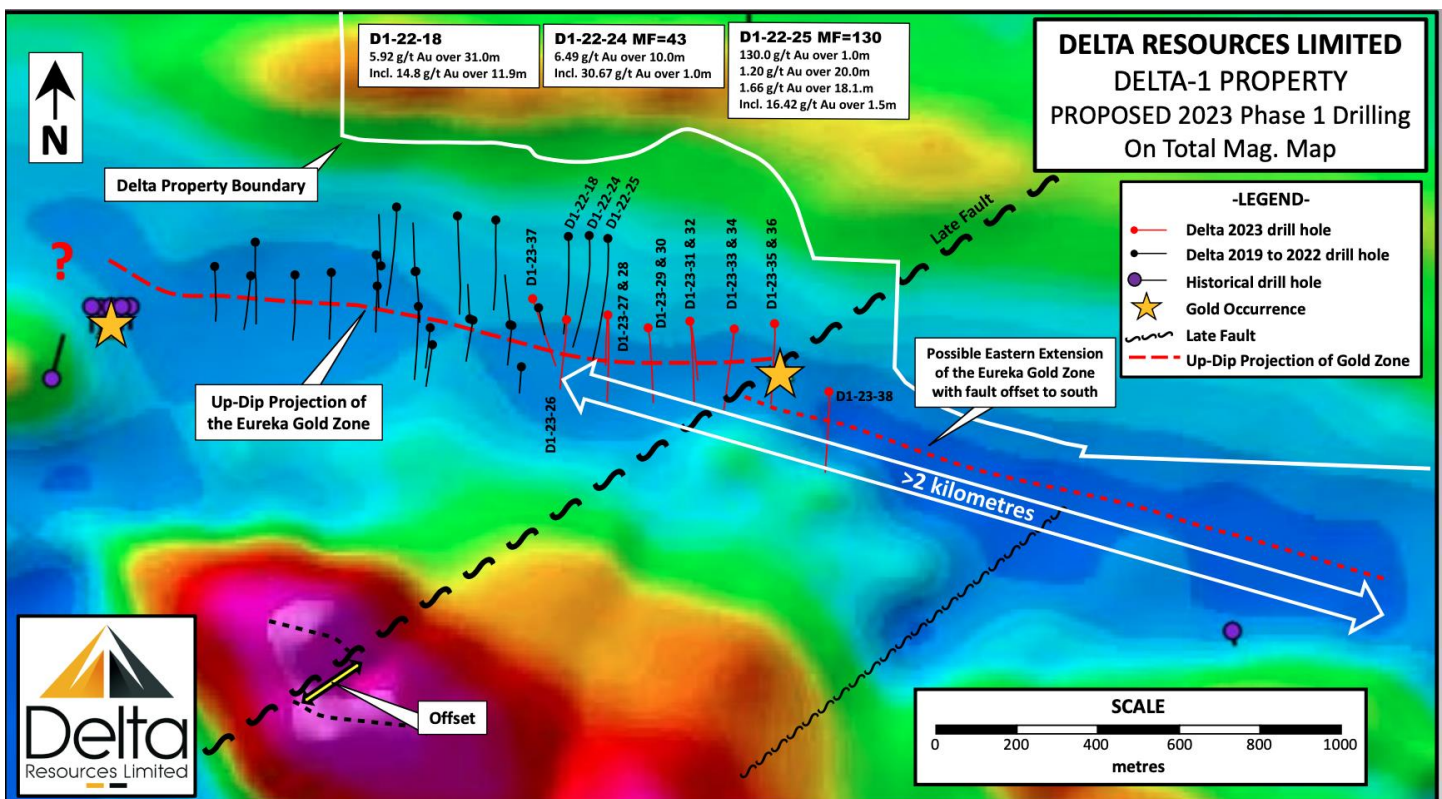 D1-22-18
5.92 g/t Au over 31.0m
Incl. 14.8 g/t Au over 11.9m
D1-22-24 MF=43
6.49 g/t Au over 10.0m
Incl. 30.67 g/t Au over 1.0m
D1-22-25 MF=130
130.0 g/t Au over 1.0m
1.20 g/t Au over 20.0m
1.66 g/t Au over 18.1.m
Incl. 16.42 g/t Au over 1.5m
DELTA RESOURCES LIMITED
DELTA-1 PROPERTY
PROPOSED 2023 Phase 1 Drilling
On Total Mag. Map
N
Delta Property Boundary
-LEGEND-
Delta 2023 drill hole
Delta 2019 to 2022 drill hole
Historical drill hole
Gold Occurrence
Late Fault
Up-Dip Projection of Gold Zone
?
D1-22-18
D1-22-24
D1-22-25
D1-23-37
D1-23-27 & 28
D1-23-29 & 30
D1-23-31 & 32
D1-23-33 & 34
D1-23-35 & 36
Late Fault
Possible Eastern Extension
of the Eureka Gold Zone
with fault offset to south
Up-Dip Projection of
the Eureka Gold Zone
D1-23-26
D1-23-38
>2 kilometres
Offset
Delta
Resources Limited
SCALE
0 200 400 600 800 1000
metres